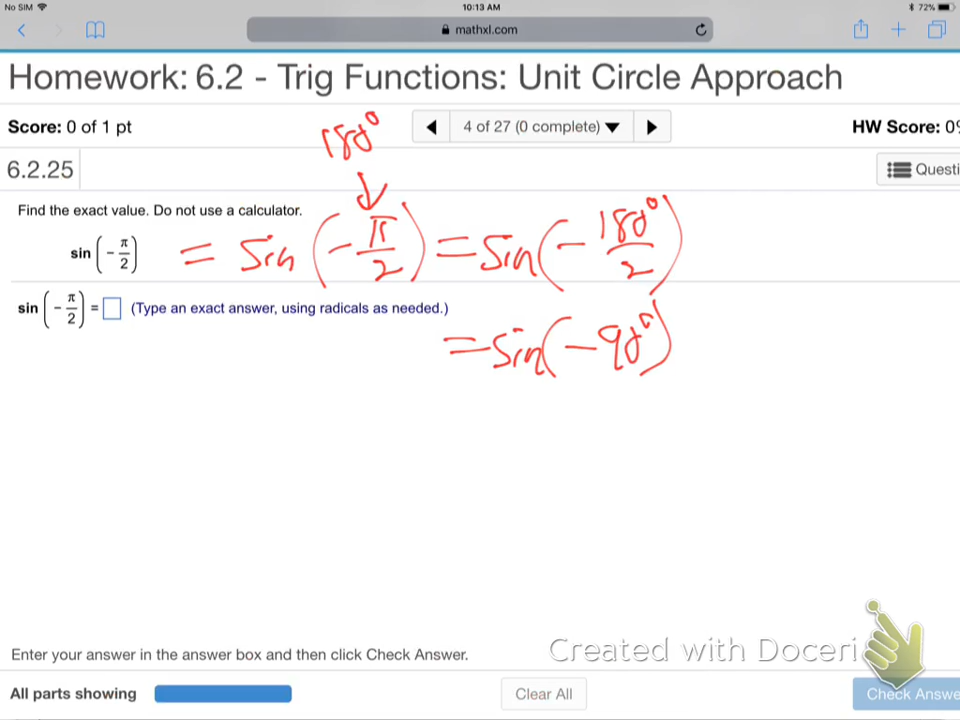 No SIM 10:13 AM 72%
mathxl.com
Homework: 6.2 - Trig Functions: Unit Circle Approach
Score: 0 of 1 pt 4 of 27 (0 complete) HW Score: 0%
6.2.25 Questi
180°
Find the exact value. Do not use a calculator.
sin(-π/2) = sin(-π/2) = sin(-180°/2)
sin(-π/2) = (Type an exact answer, using radicals as needed.)
= sin(-90°)
Created with Doceri
Enter your answer in the answer box and then click Check Answer.
All parts showing Clear All Check Answe